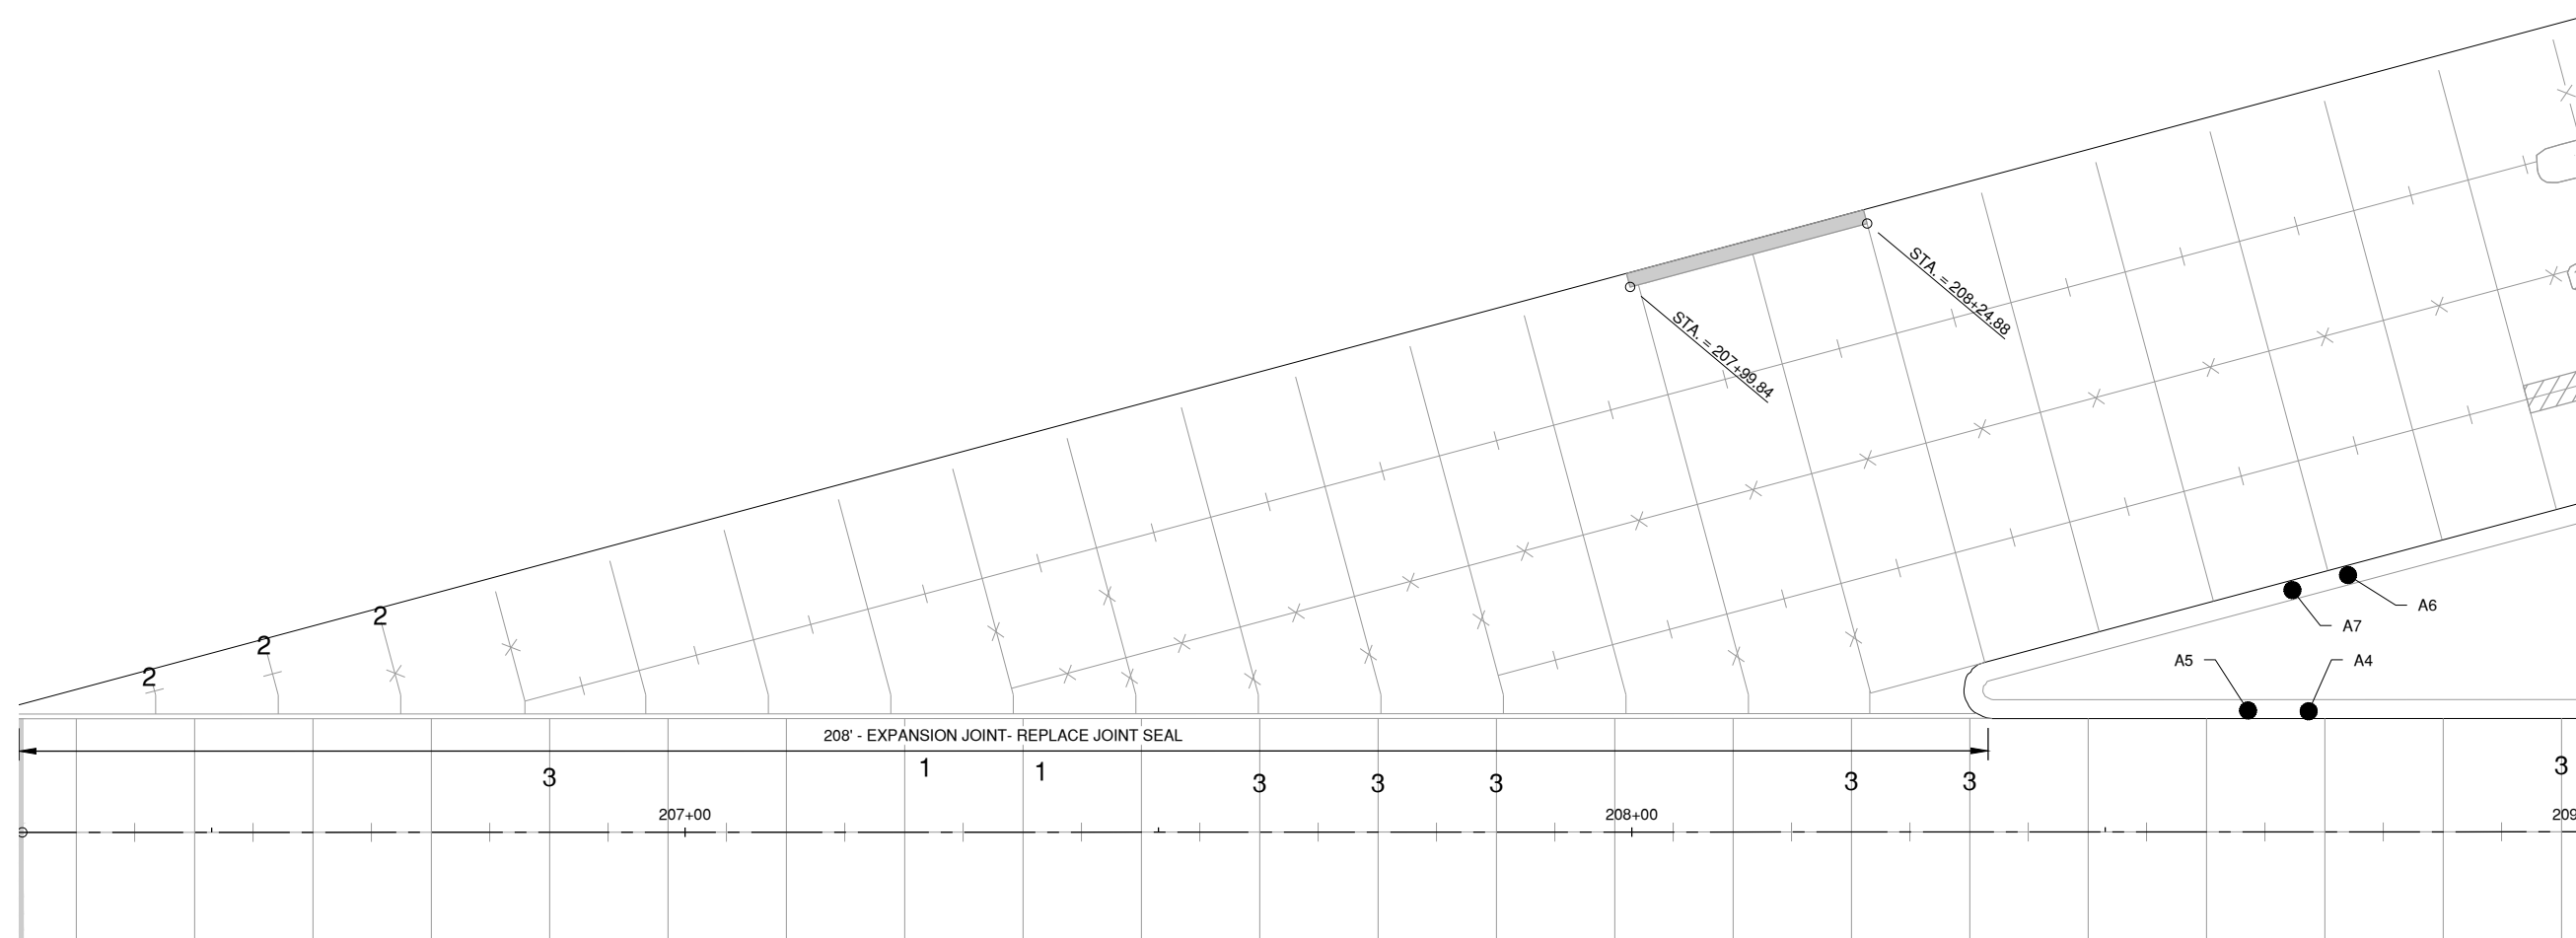 STA. = 208+24.88
STA. = 207+99.84
2
2
2
A6
A7
A5
A4
208' - EXPANSION JOINT- REPLACE JOINT SEAL
3
1
1
3
3
3
3
3
3
207+00
208+00
209